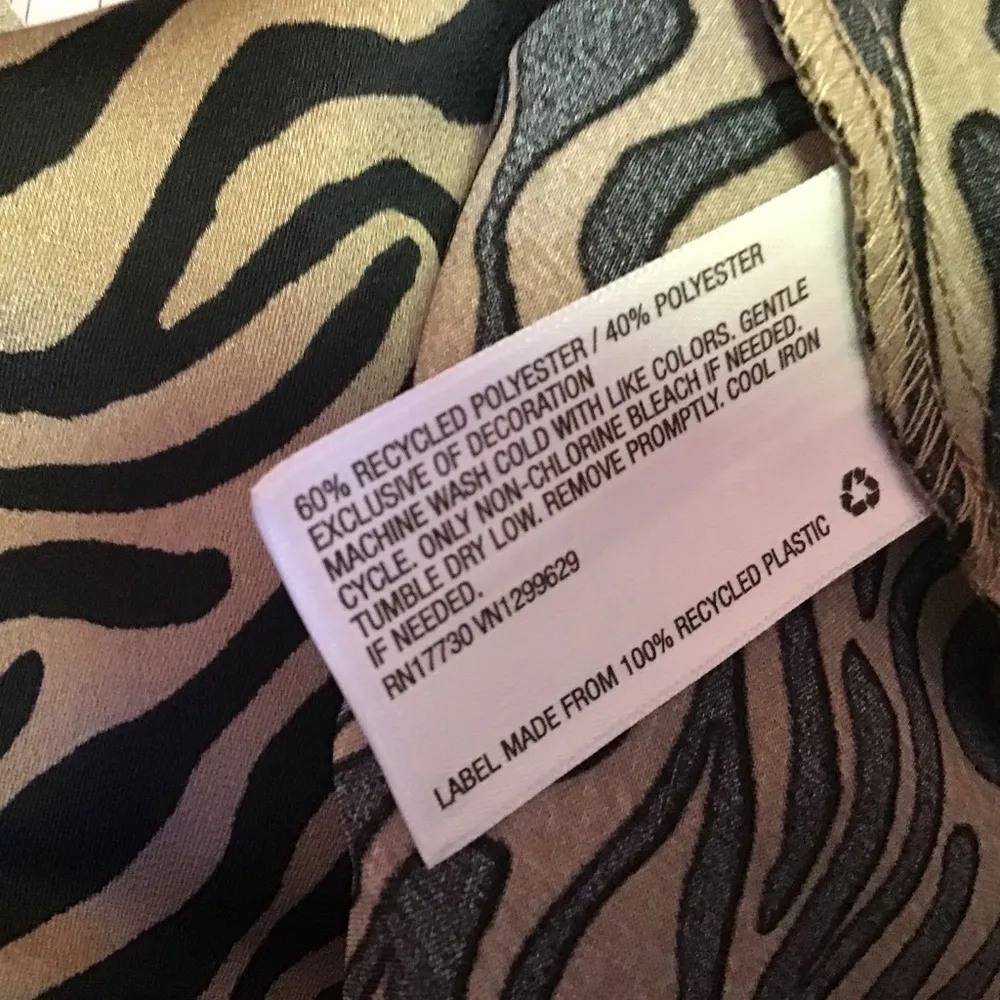 60% RECYCLED POLYESTER / 40% POLYESTER
EXCLUSIVE OF DECORATION
MACHINE WASH COLD WITH LIKE COLORS. GENTLE
CYCLE. ONLY NON-CHLORINE BLEACH IF NEEDED.
TUMBLE DRY LOW. REMOVE PROMPTLY. COOL IRON
IF NEEDED.
RN17730 VN1299629
LABEL MADE FROM 100% RECYCLED PLASTIC